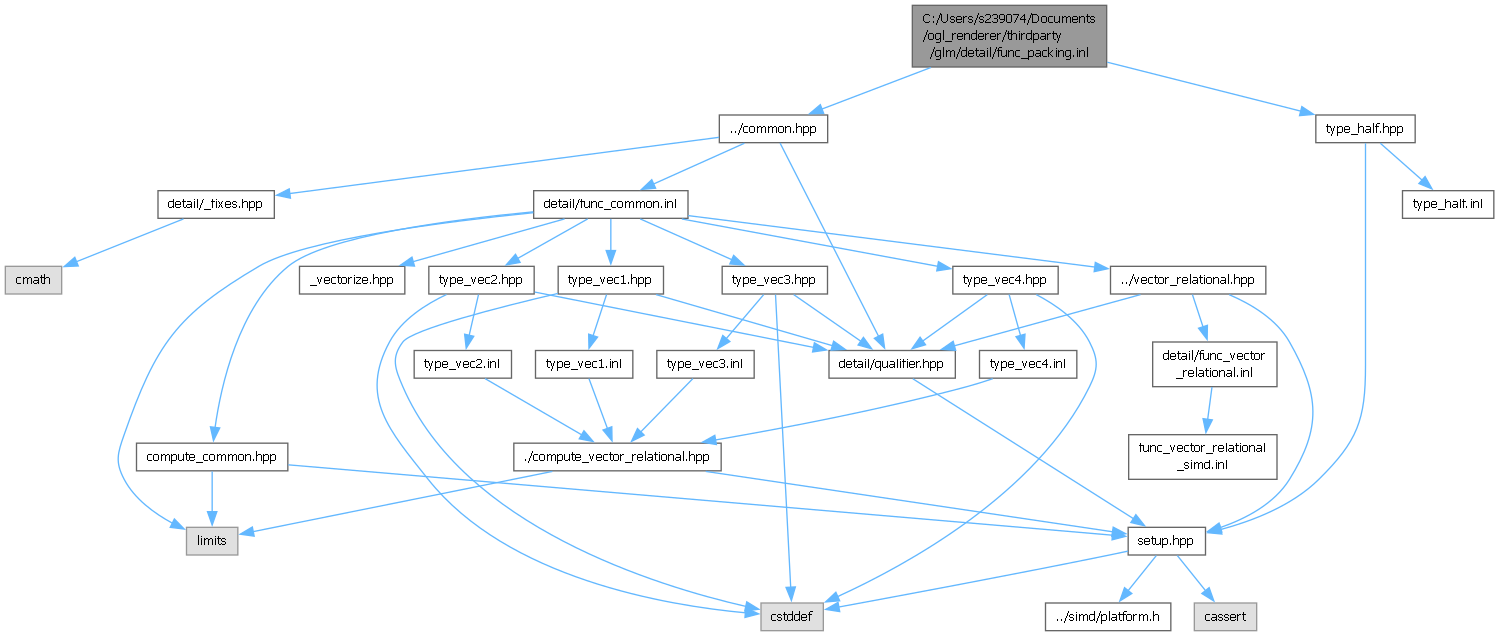 C:/Users/s239074/Documents
/ogl_renderer/thirdparty
/glm/detail/func_packing.inl
../common.hpp
type_half.hpp
detail/_fixes.hpp
detail/func_common.inl
type_half.inl
cmath
_vectorize.hpp
type_vec2.hpp
type_vec1.hpp
type_vec3.hpp
type_vec4.hpp
../vector_relational.hpp
type_vec2.inl
type_vec1.inl
type_vec3.inl
detail/qualifier.hpp
type_vec4.inl
detail/func_vector
_relational.inl
compute_common.hpp
./compute_vector_relational.hpp
func_vector_relational
_simd.inl
limits
setup.hpp
cstddef
../simd/platform.h
cassert